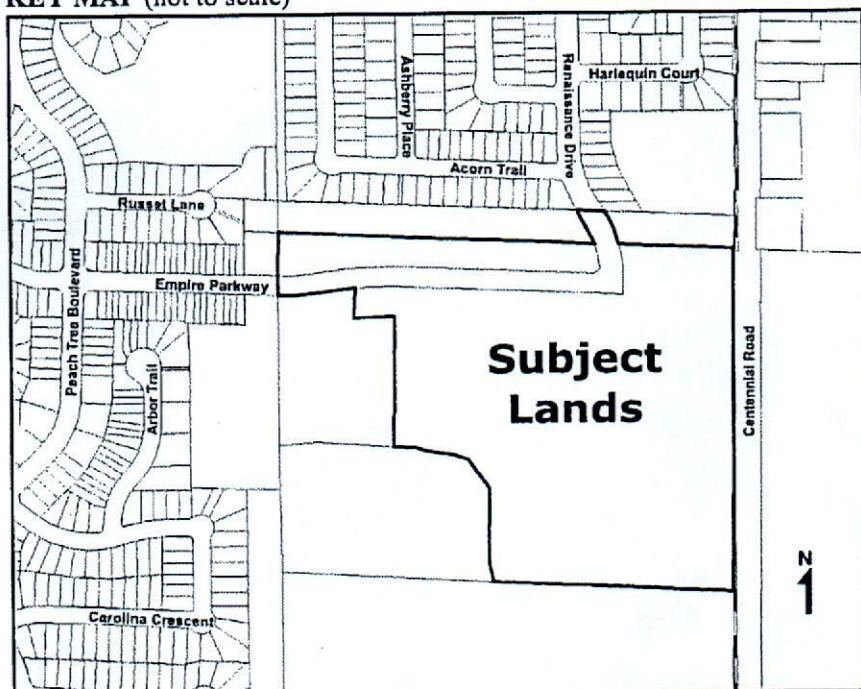 KEY MAP (not to scale)
Ashberry Place
Renaissance Drive
Harlequin Court
Acorn Trail
Russet Lane
Empire Parkway
Peach Tree Boulevard
Arbor Trail
Subject
Lands
Centennial Road
N
Carolina Crescent